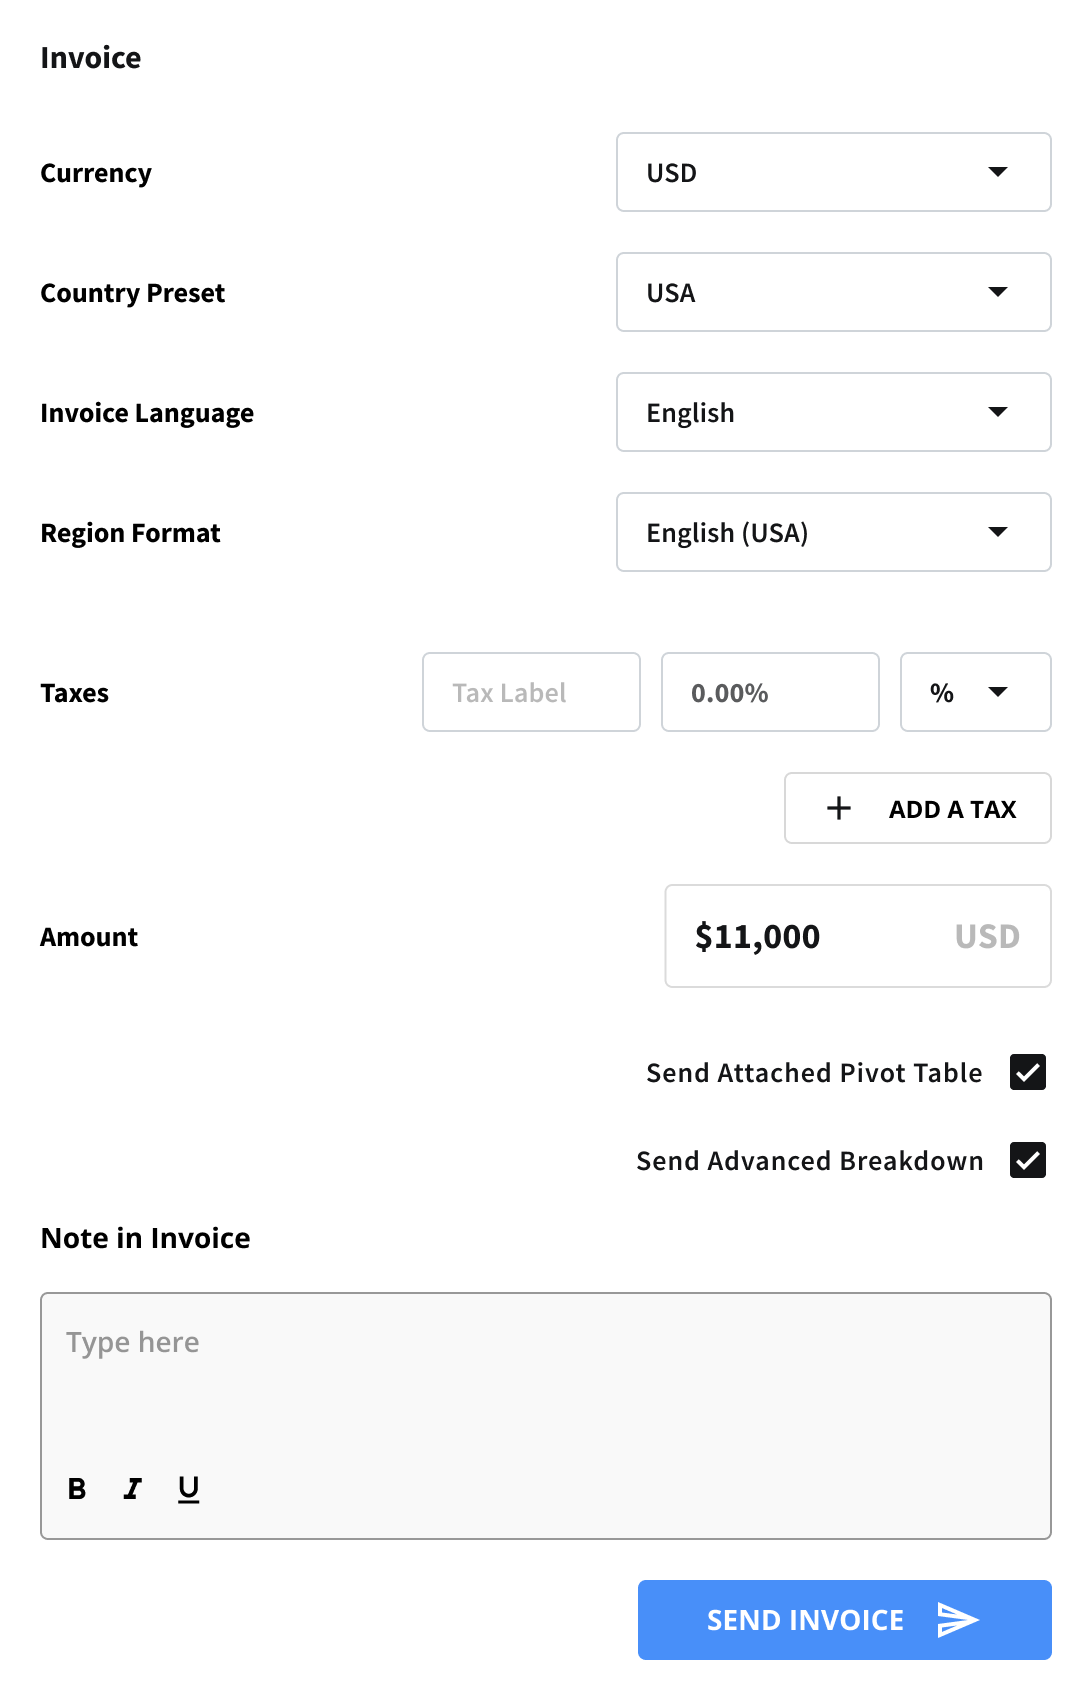 Invoice
Currency USD
Country Preset USA
Invoice Language English
Region Format English (USA)
Taxes Tax Label 0.00% %
ADD A TAX
Amount $11,000 USD
Send Attached Pivot Table
Send Advanced Breakdown
Note in Invoice
Type here
B I U
SEND INVOICE